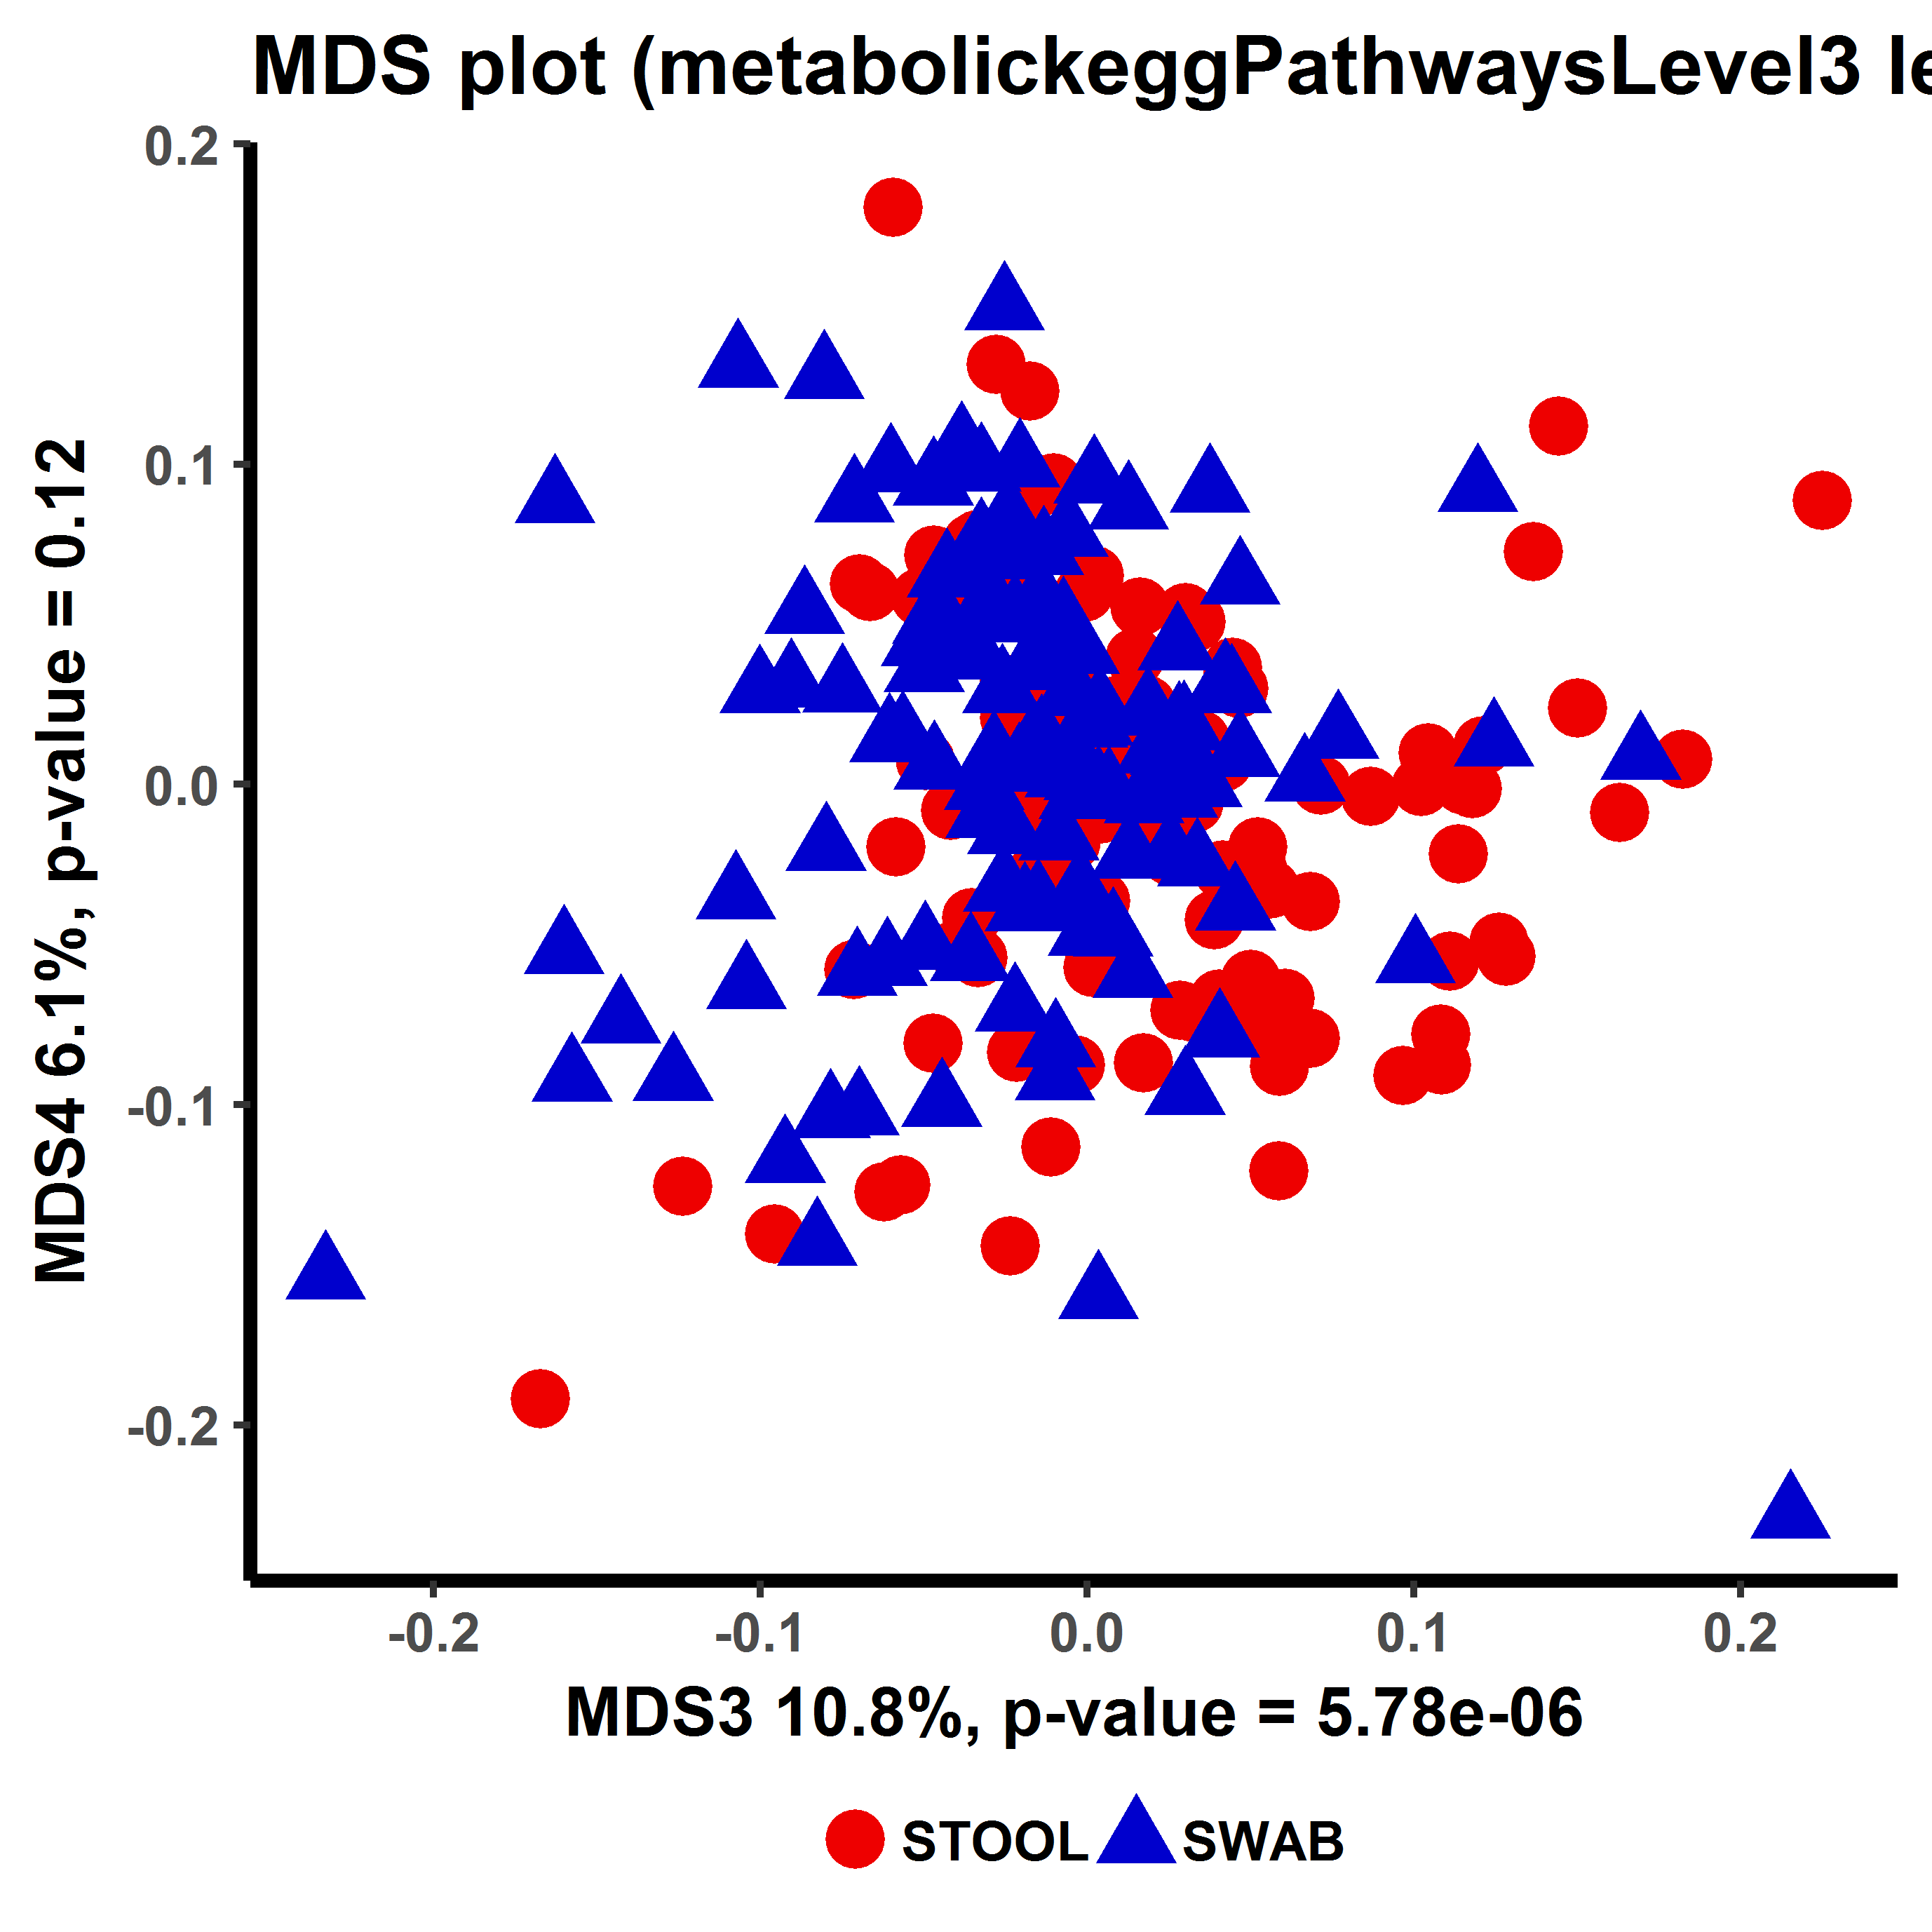 MDS plot (metabolickeggPathwaysLevel3 le
0.2
0.1
0.0
-0.1
-0.2
MDS4 6.1%, p-value = 0.12
-0.2 -0.1 0.0 0.1 0.2
MDS3 10.8%, p-value = 5.78e-06
STOOL SWAB